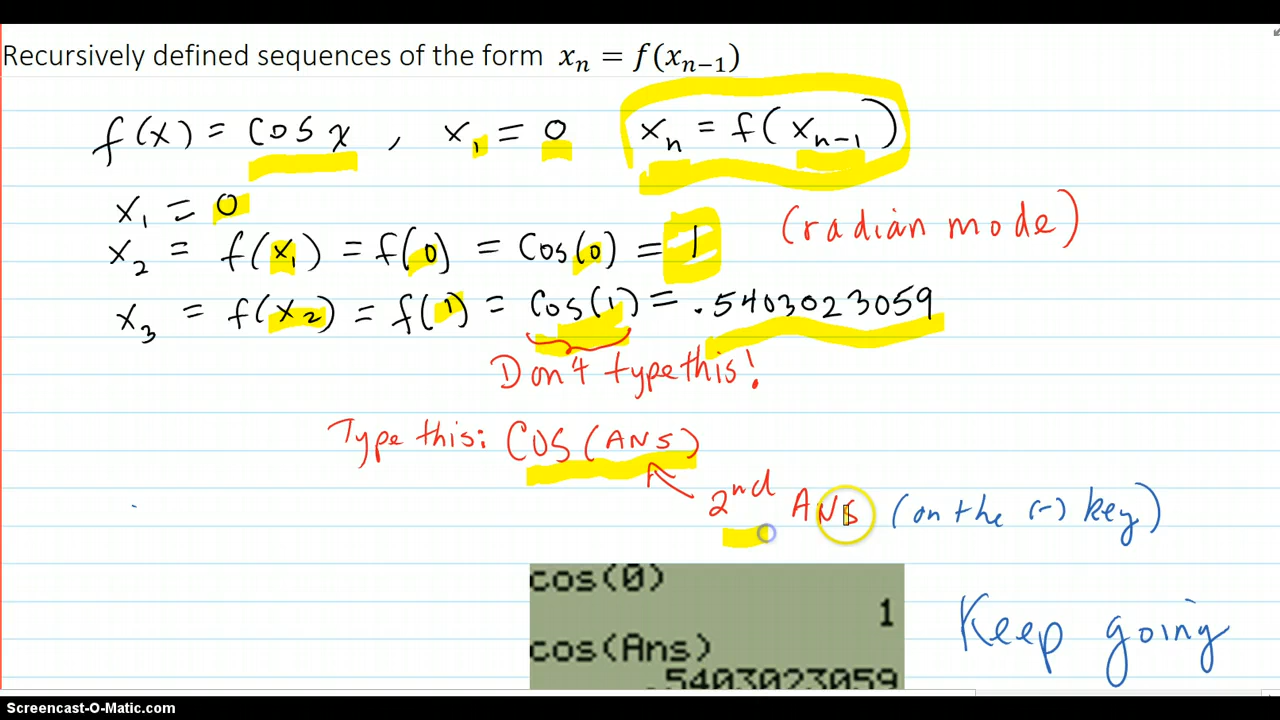 Recursively defined sequences of the form xₙ = f(xₙ₋₁)
f(x) = cos x , x₁ = 0 xₙ = f(xₙ₋₁)
x₁ = 0
(radian mode)
x₂ = f(x₁) = f(0) = cos(0) = 1
x₃ = f(x₂) = f(1) = cos(1) = .5403023059
Don't type this!
Type this: COS(ANS)
2nd ANS (on the (-) key)
cos(0)
1
cos(Ans)
.5403023059
Keep going
Screencast-O-Matic.com